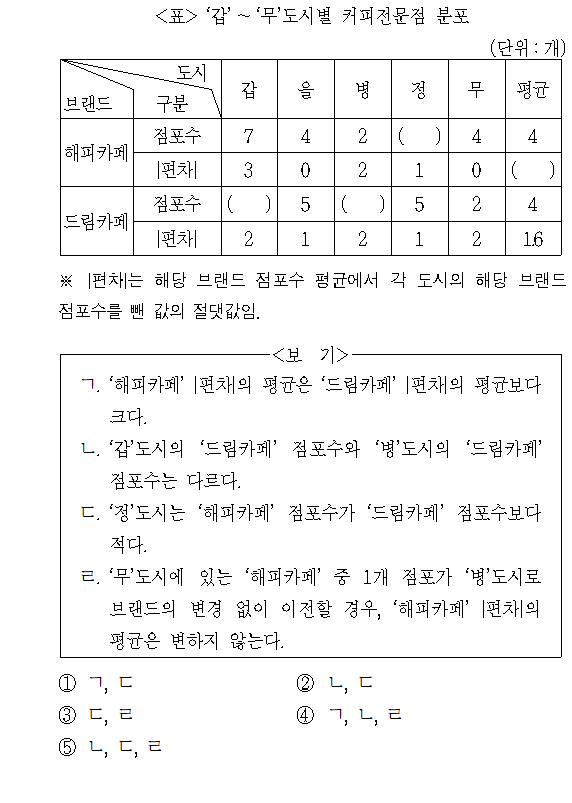 <표> ‘갑’ ~ ‘무’도시별 커피전문점 분포
(단위 : 개)
도시
브랜드 구분 갑 을 병 정 무 평균
해피카페 점포수 7 4 2 ( ) 4 4
|편차| 3 0 2 1 0 ( )
드림카페 점포수 ( ) 5 ( ) 5 2 4
|편차| 2 1 2 1 2 1.6
※ |편차|는 해당 브랜드 점포수 평균에서 각 도시의 해당 브랜드
점포수를 뺀 값의 절댓값임.
<보 기>
ㄱ. ‘해피카페’ |편차|의 평균은 ‘드림카페’ |편차|의 평균보다
크다.
ㄴ. ‘갑’도시의 ‘드림카페’ 점포수와 ‘병’도시의 ‘드림카페’
점포수는 다르다.
ㄷ. ‘정’도시는 ‘해피카페’ 점포수가 ‘드림카페’ 점포수보다
적다.
ㄹ. ‘무’도시에 있는 ‘해피카페’ 중 1개 점포가 ‘병’도시로
브랜드의 변경 없이 이전할 경우, ‘해피카페’ |편차|의
평균은 변하지 않는다.
① ㄱ, ㄷ ② ㄴ, ㄷ
③ ㄷ, ㄹ ④ ㄱ, ㄴ, ㄹ
⑤ ㄴ, ㄷ, ㄹ